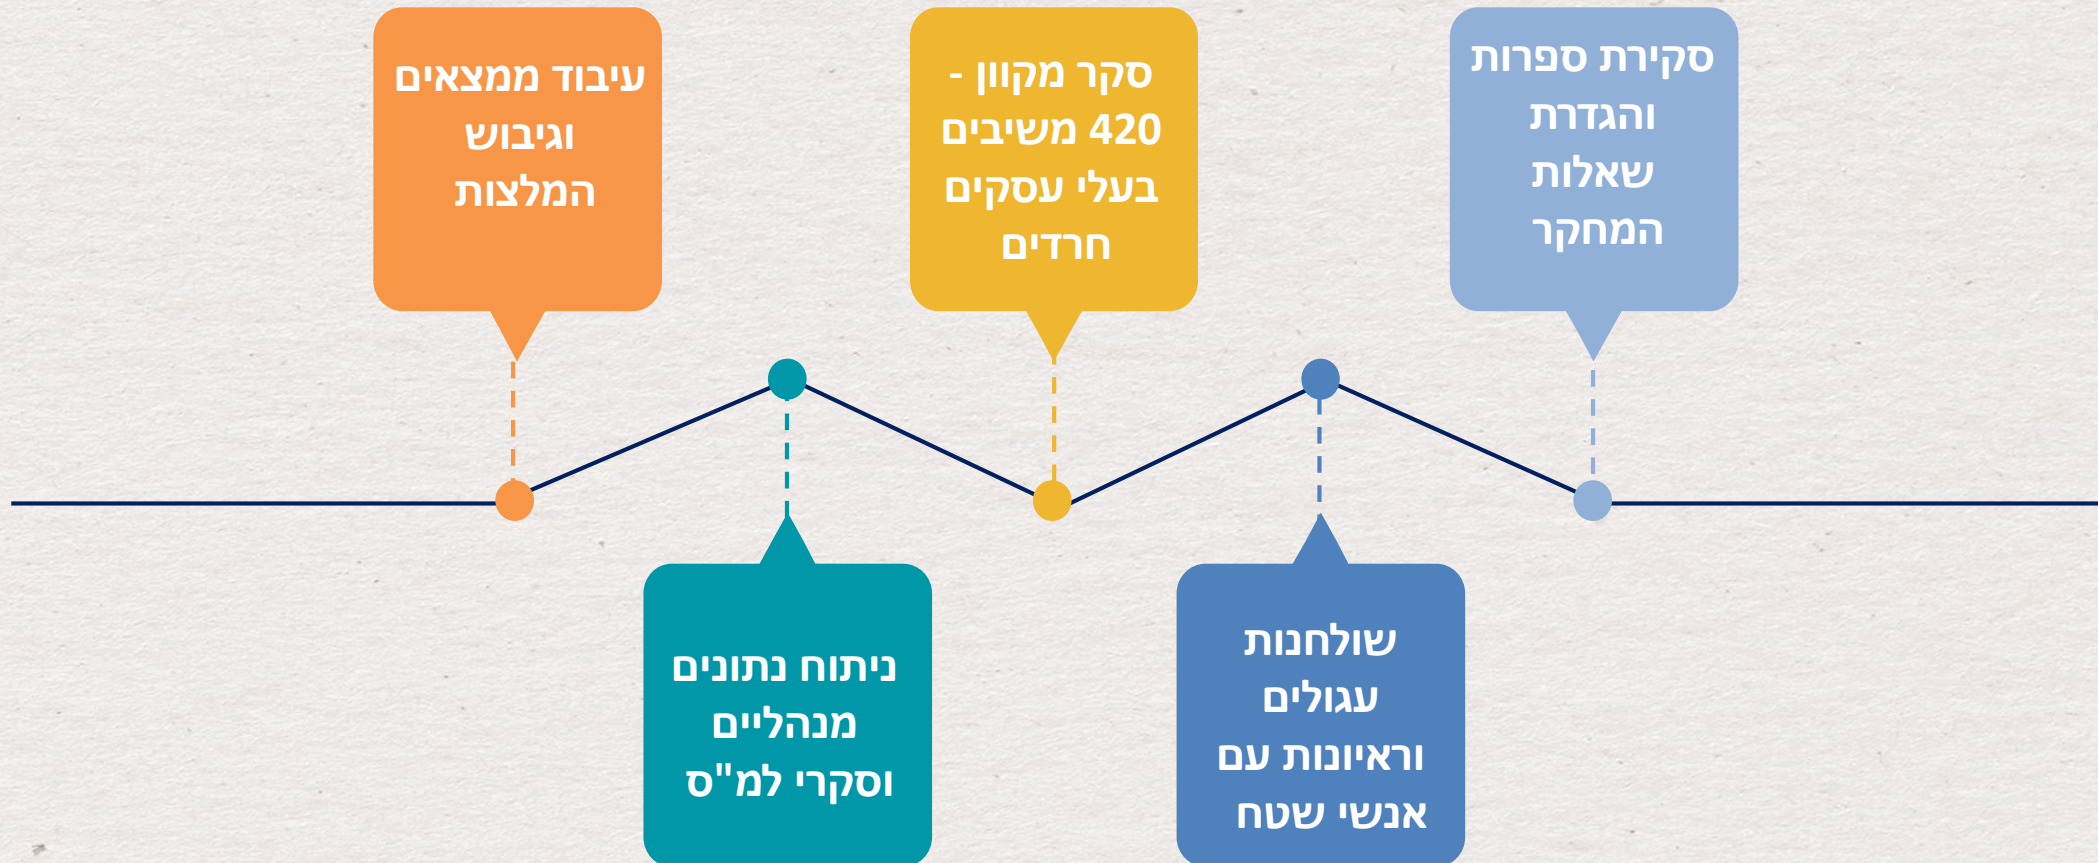 סקירת ספרות
והגדרת
שאלות
המחקר
שולחנות
עגולים
וראיונות עם
אנשי שטח
סקר מקוון -
420 משיבים
בעלי עסקים
חרדים
ניתוח נתונים
מנהליים
וסקרי למ"ס
עיבוד ממצאים
וגיבוש
המלצות